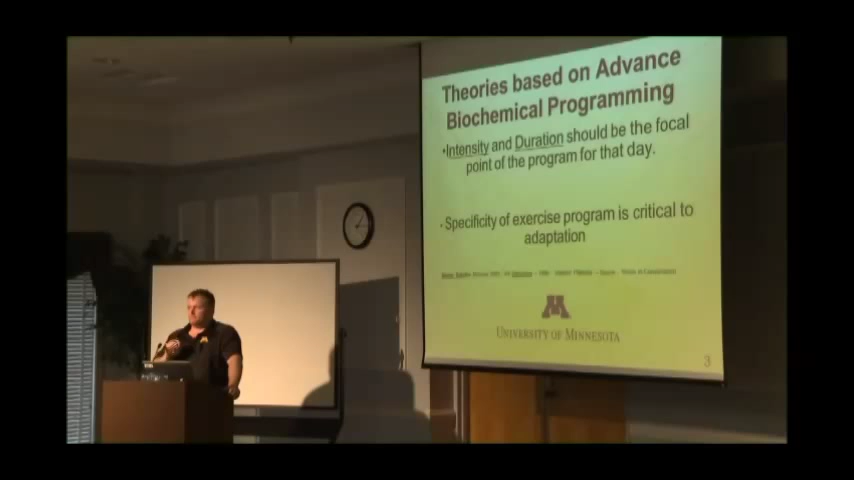 Theories based on Advance
Biochemical Programming
•Intensity and Duration should be the focal
point of the program for that day.
• Specificity of exercise program is critical to
adaptation
M
UNIVERSITY OF MINNESOTA
3